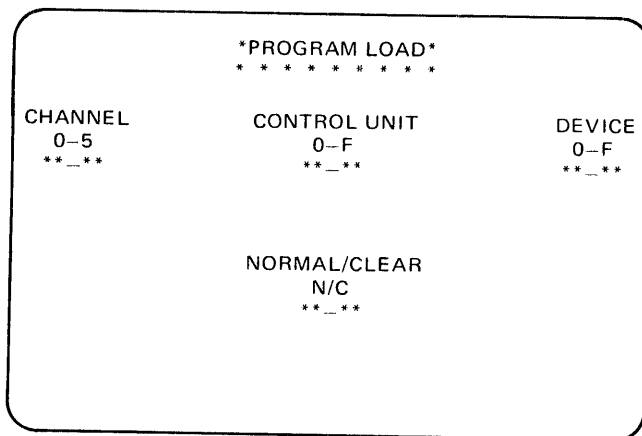 *PROGRAM LOAD*
* * * * * * * * *
CHANNEL CONTROL UNIT DEVICE
0–5 0–F 0–F
**_** **_** **_**
NORMAL/CLEAR
N/C
**_**